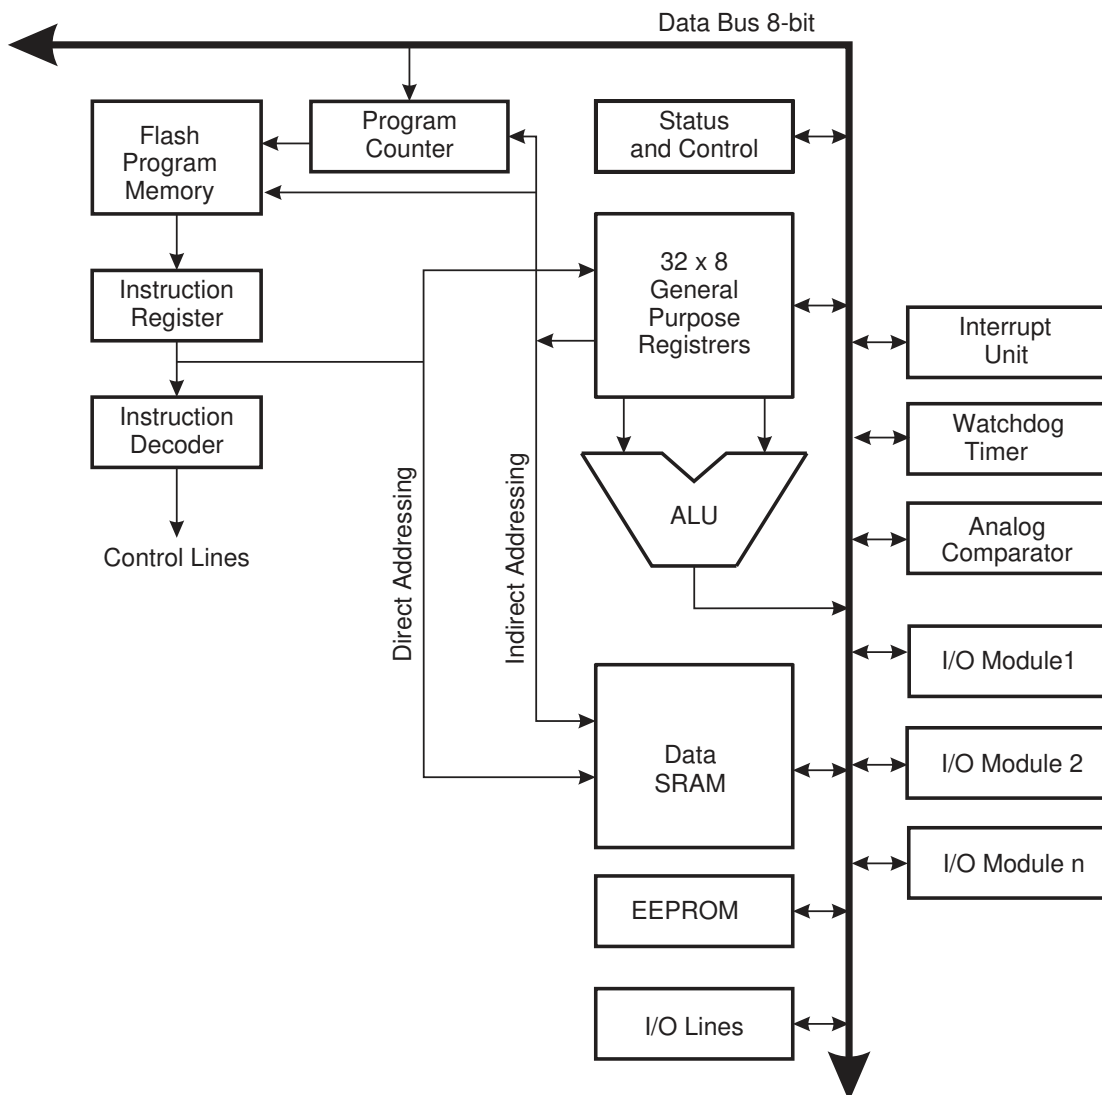 Data Bus 8-bit
Flash
Program
Memory
Program
Counter
Status
and Control
32 x 8
General
Purpose
Registrers
Instruction
Register
Instruction
Decoder
Control Lines
Direct Addressing
Indirect Addressing
ALU
Interrupt
Unit
Watchdog
Timer
Analog
Comparator
I/O Module1
Data
SRAM
I/O Module 2
I/O Module n
EEPROM
I/O Lines